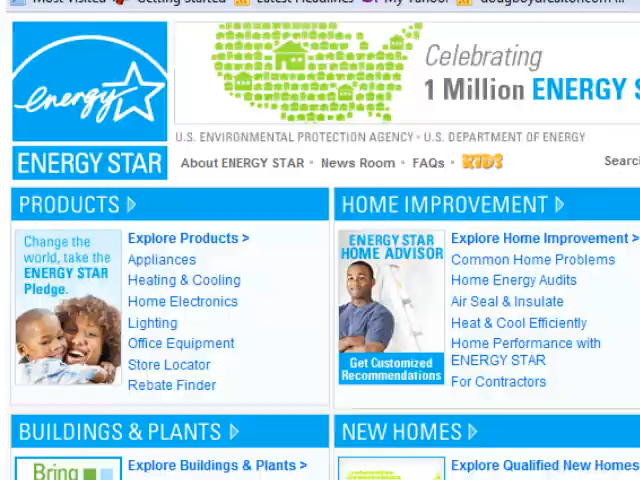 Most Visited
Getting started
Latest Headlines
My Yahoo!
dougboydrealtor.com ...
energy
ENERGY STAR
Celebrating
1 Million ENERGY S
U.S. ENVIRONMENTAL PROTECTION AGENCY • U.S. DEPARTMENT OF ENERGY
About ENERGY STAR • News Room • FAQs • KIDS
Searc
PRODUCTS
Change the
world, take the
ENERGY STAR
Pledge.
Explore Products >
Appliances
Heating & Cooling
Home Electronics
Lighting
Office Equipment
Store Locator
Rebate Finder
HOME IMPROVEMENT
ENERGY STAR
HOME ADVISOR
Get Customized
Recommendations
Explore Home Improvement >
Common Home Problems
Home Energy Audits
Air Seal & Insulate
Heat & Cool Efficiently
Home Performance with
ENERGY STAR
For Contractors
BUILDINGS & PLANTS
Bring
Explore Buildings & Plants >
NEW HOMES
Explore Qualified New Homes